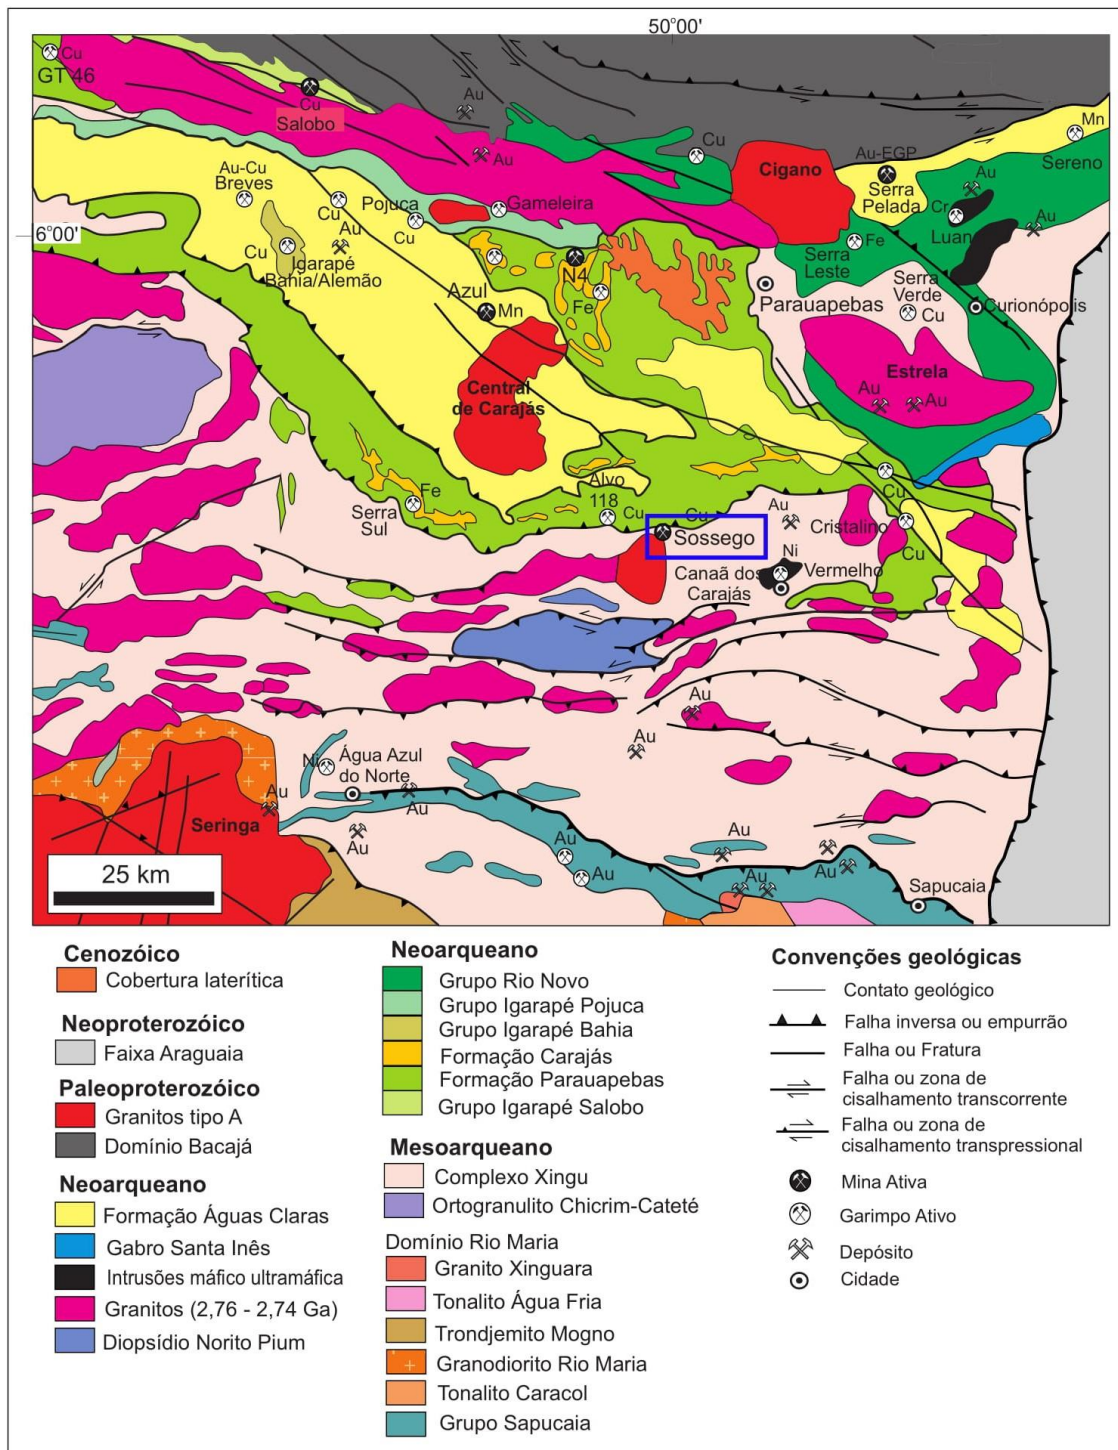 50°00'
Cu
GT 46
Cu
Salobo
Au
Au
Cu
Cigano
Au-EGP
Mn
Sereno
Serra
Pelada
Au
Cr
Luan
Au
Au-Cu
Breves
Cu
Pojuca
Cu
Gameleira
Au
Cu
Igarapé
Bahia/Alemão
6°00'
N4
Fe
Azul
Mn
Fe
Serra
Leste
Parauapebas
Serra
Verde
Cu
Curionópolis
Estrela
Au
Au
Central
de Carajás
Fe
Serra
Sul
Alvo
118
Cu
Cu
Sossego
Au
Cu
Cristalino
Cu
Ni
Vermelho
Canaã dos
Carajás
Au
Au
Ni
Água Azul
do Norte
Au
Au
Seringa
Au
Au
Au
Au
Au
Au
Sapucaia
25 km
Cenozóico
Cobertura laterítica
Neoproterozóico
Faixa Araguaia
Paleoproterozóico
Granitos tipo A
Domínio Bacajá
Neoarqueano
Formação Águas Claras
Gabro Santa Inês
Intrusões máfico ultramáfica
Granitos (2,76 - 2,74 Ga)
Diopsídio Norito Pium
Neoarqueano
Grupo Rio Novo
Grupo Igarapé Pojuca
Grupo Igarapé Bahia
Formação Carajás
Formação Parauapebas
Grupo Igarapé Salobo
Mesoarqueano
Complexo Xingu
Ortogranulito Chicrim-Cateté
Domínio Rio Maria
Granito Xinguara
Tonalito Água Fria
Trondjemito Mogno
Granodiorito Rio Maria
Tonalito Caracol
Grupo Sapucaia
Convenções geológicas
Contato geológico
Falha inversa ou empurrão
Falha ou Fratura
Falha ou zona de
cisalhamento transcorrente
Falha ou zona de
cisalhamento transpressional
Mina Ativa
Garimpo Ativo
Depósito
Cidade